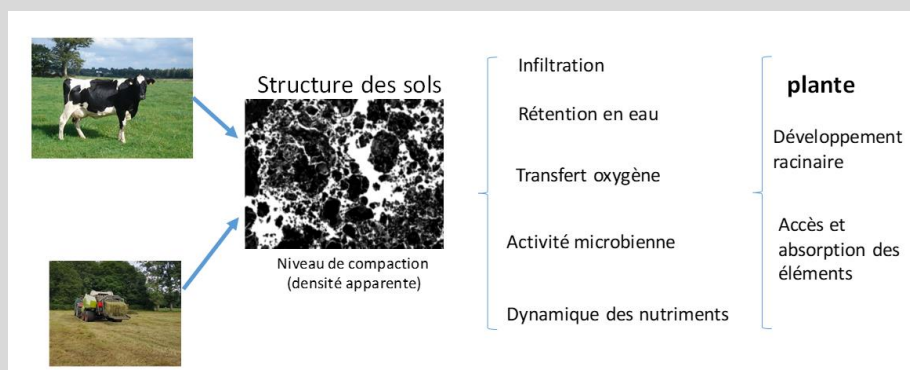 Structure des sols
Niveau de compaction
(densité apparente)
Infiltration
Rétention en eau
Transfert oxygène
Activité microbienne
Dynamique des nutriments
plante
Développement
racinaire
Accès et
absorption des
éléments